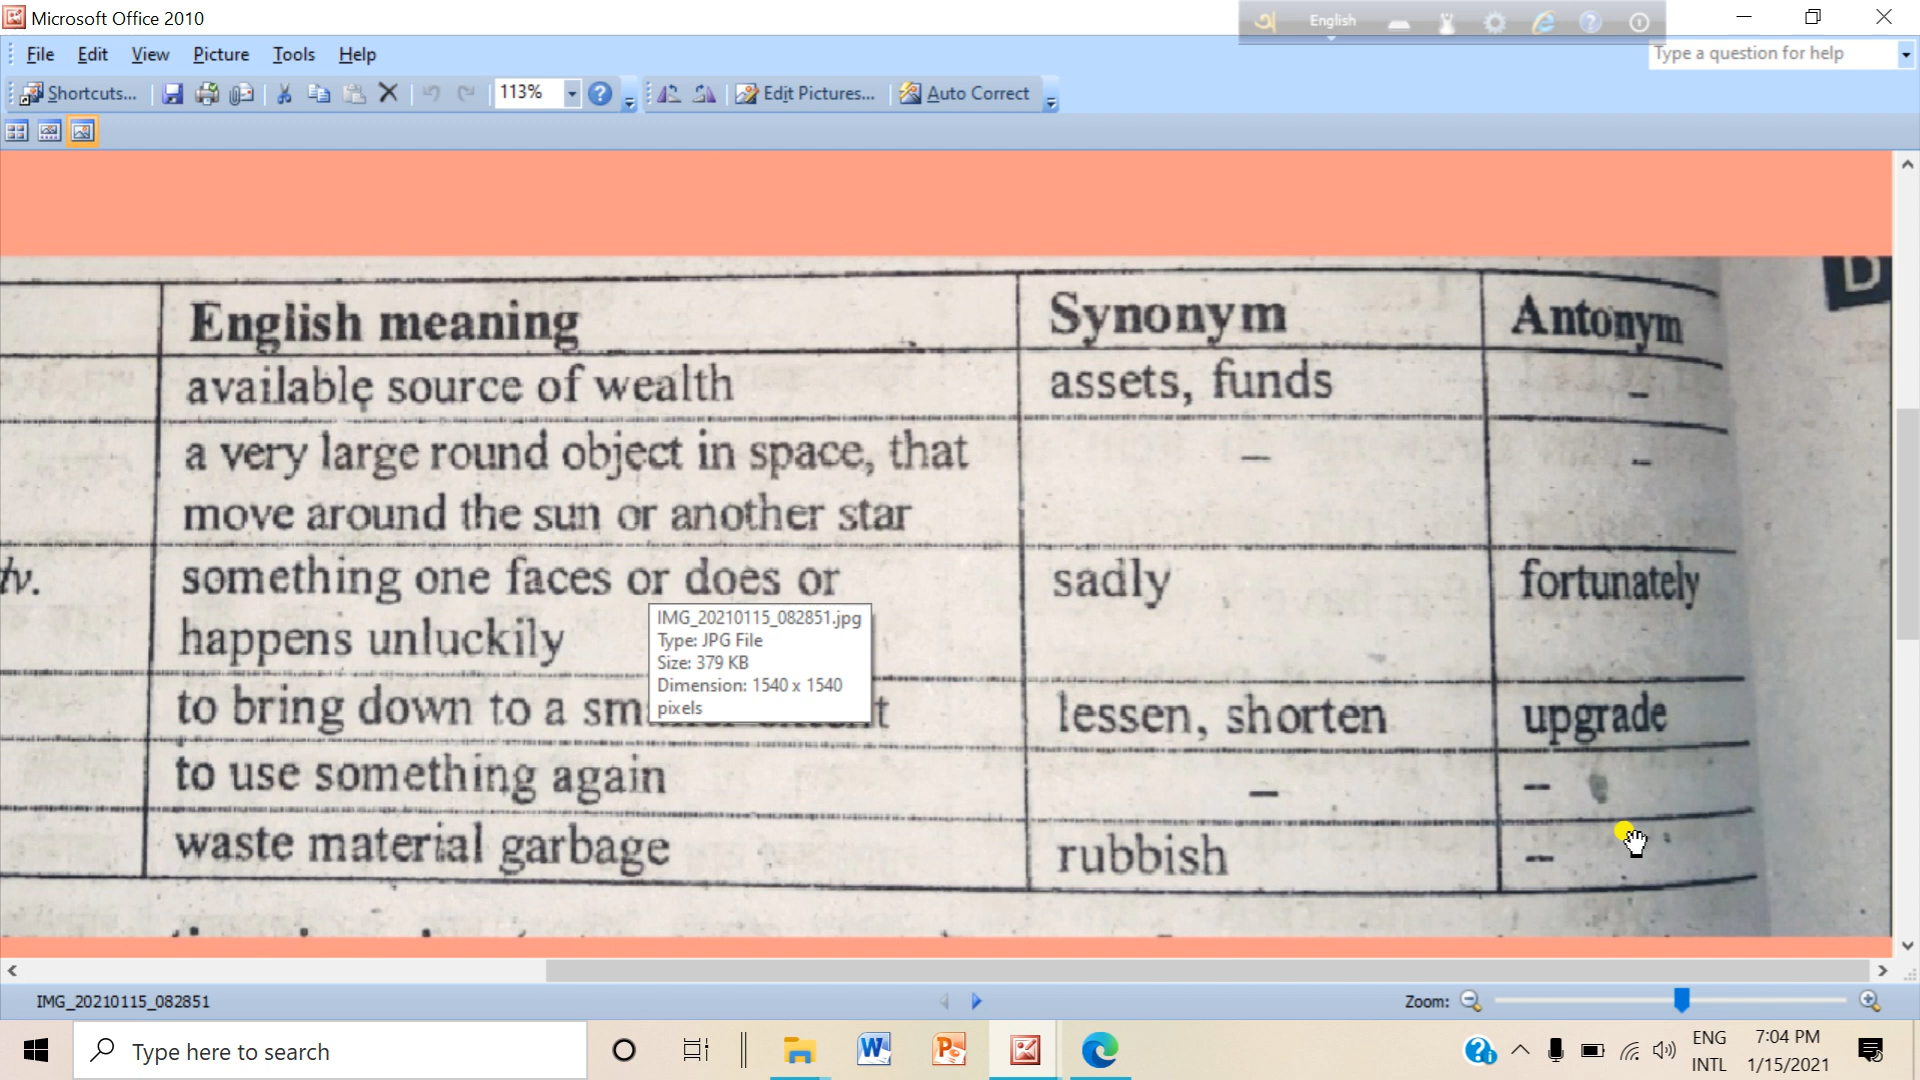 Microsoft Office 2010
English
File Edit View Picture Tools Help
Type a question for help
Shortcuts... 113% Edit Pictures... Auto Correct
D
English meaning Synonym Antonym
available source of wealth assets, funds –
a very large round object in space, that – –
move around the sun or another star
something one faces or does or sadly fortunately
happens unluckily
to bring down to a lessen, shorten upgrade
to use something again – –
waste material garbage rubbish –
IMG_20210115_082851.jpg
Type: JPG File
Size: 379 KB
Dimension: 1540 x 1540
pixels
IMG_20210115_082851
Zoom:
Type here to search
ENG
INTL
7:04 PM
1/15/2021